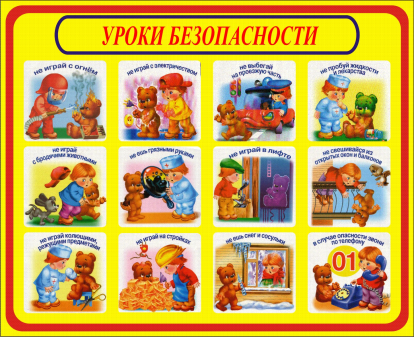 УРОКИ БЕЗОПАСНОСТИ
не играй с огнём
не играй с электричеством
не выбегай
на проезжую часть
не пробуй жидкости
и лекарства
не играй
с бродячими животными
не ешь грязными руками
не играй в лифте
не свешивайся из
открытых окон и балконов
не играй колющими,
режущими предметами
не играй на стройках
не ешь снег и сосульки
в случае опасности звони
по телефону
01